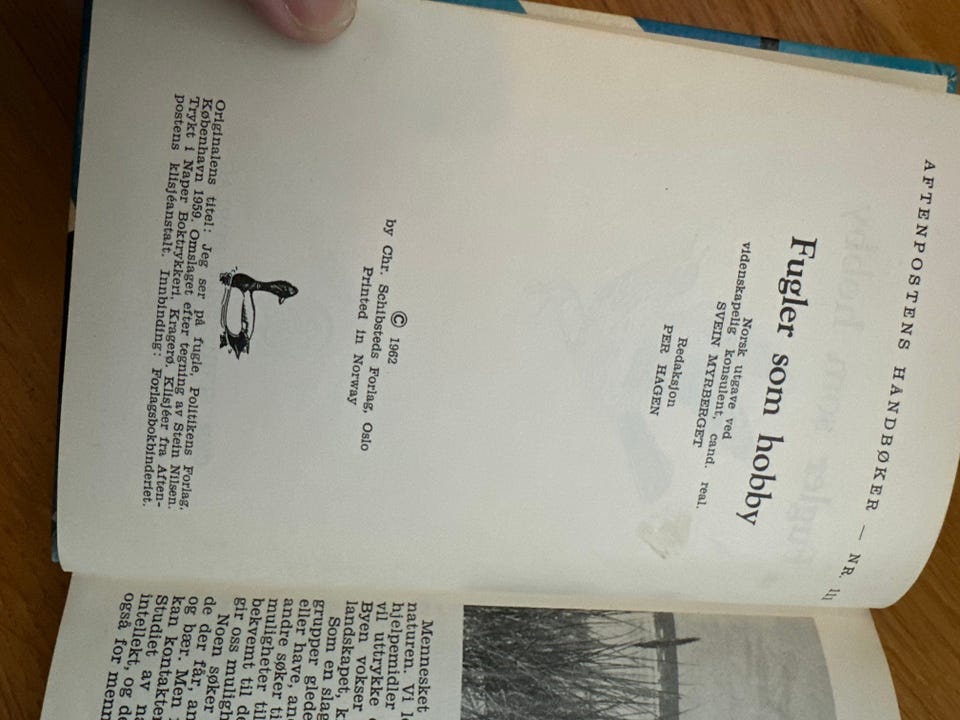 AFTENPOSTENS HÅNDBØKER — NR.
Fugler som hobby
Norsk utgave ved
videnskapelig konsulent, cand. real.
SVEIN MYRBERGET
Redaksjon
PER HAGEN
© 1962
by Chr. Schibsteds Forlag, Oslo
Printed in Norway
Originalens titel: Jeg ser på fugle, Politikens Forlag,
København 1959. Omslaget efter tegning av Stein Nilsen.
Trykt i Naper Boktrykkeri, Kragerø. Klisjéer fra Aften-
postens klisjéanstalt. Innbinding: Forlagsbokbinderiet.
Mennesket
naturen. Vi
hjelpemidler
vil uttrykke
Byen vokser
landskapet,
Som en slag
grupper glede
eller have,
andre søker
muligheter til
bekvemt til
gir oss
Noen søker
de der får,
og bær. Men
kan
Studiet av
intellekt, og
også for